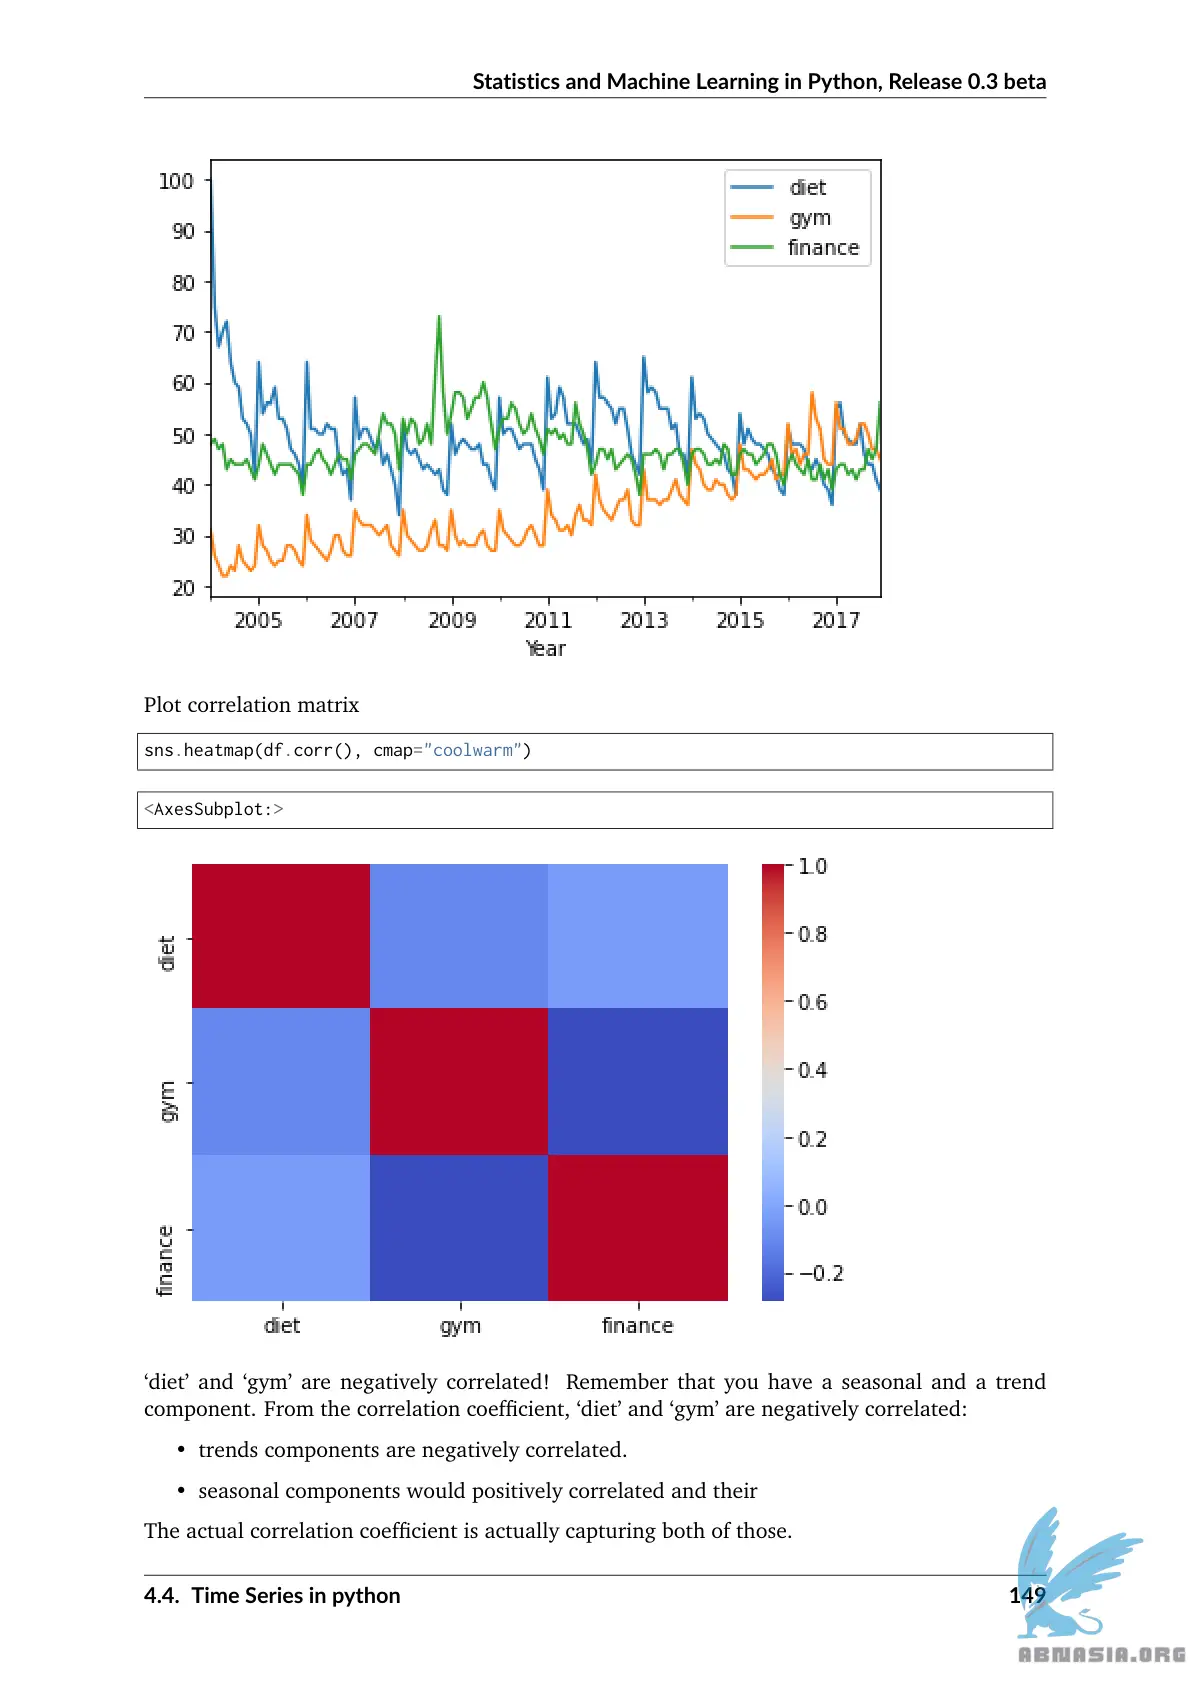 Statistics and Machine Learning in Python, Release 0.3 beta
100
90
80
70
60
50
40
30
20
diet
gym
finance
2005 2007 2009 2011 2013 2015 2017
Year
Plot correlation matrix
sns.heatmap(df.corr(), cmap="coolwarm")
<AxesSubplot:>
diet
gym
finance
diet gym finance
1.0
0.8
0.6
0.4
0.2
0.0
−0.2
‘diet’ and ‘gym’ are negatively correlated! Remember that you have a seasonal and a trend
component. From the correlation coefficient, ‘diet’ and ‘gym’ are negatively correlated:
• trends components are negatively correlated.
• seasonal components would positively correlated and their
The actual correlation coefficient is actually capturing both of those.
4.4. Time Series in python 149
ABNASIA.ORG